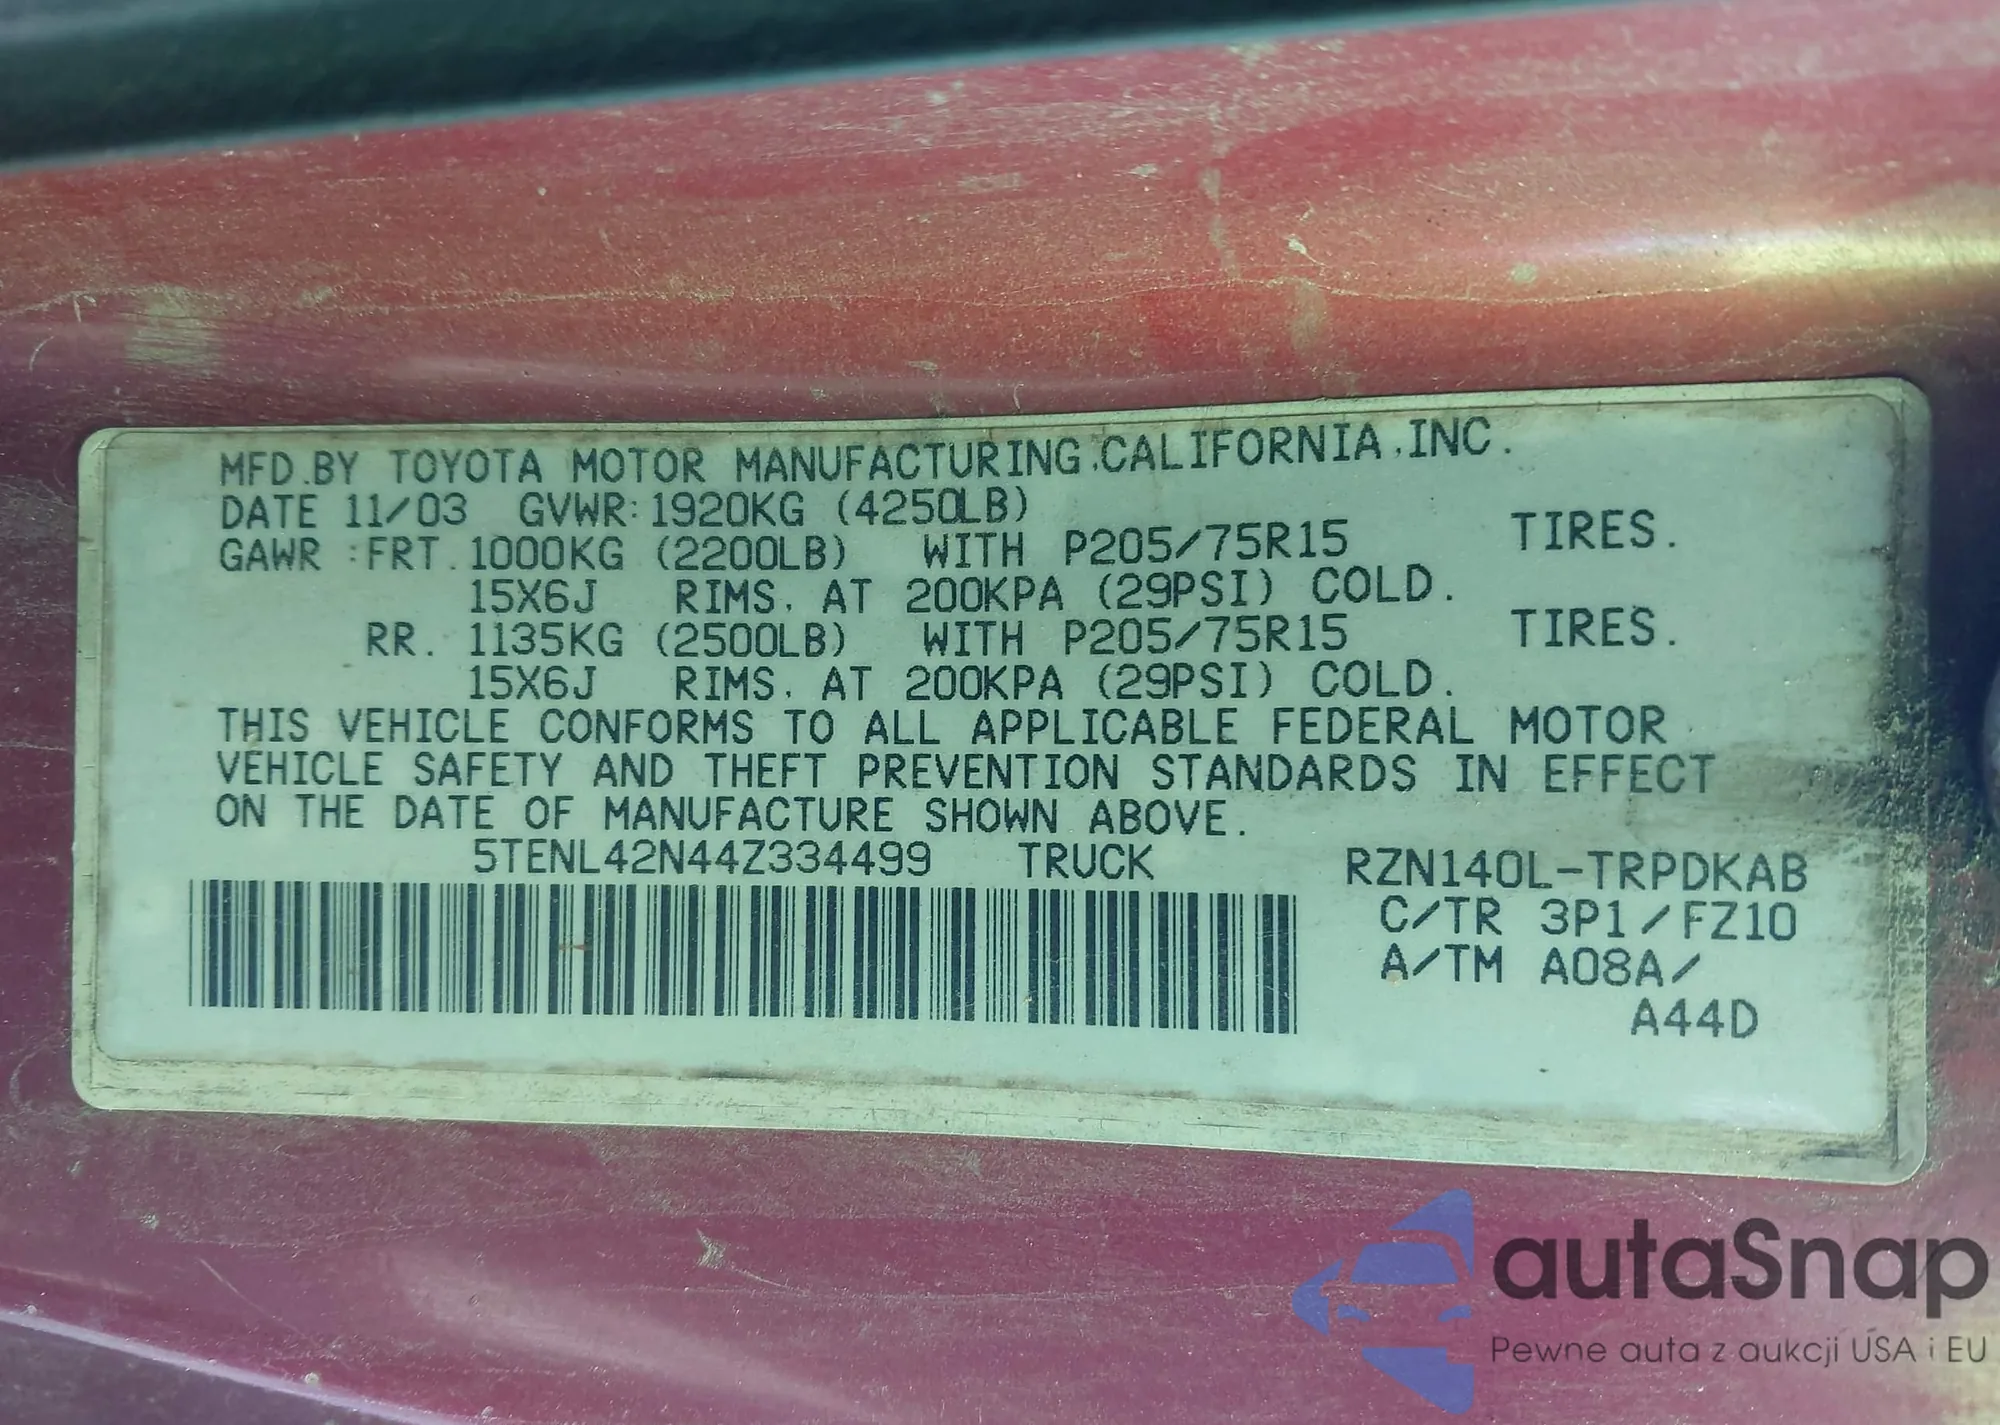 MFD.BY TOYOTA MOTOR MANUFACTURING,CALIFORNIA,INC.
DATE 11/03 GVWR:1920KG (4250LB)
GAWR :FRT.1000KG (2200LB) WITH P205/75R15 TIRES.
15X6J RIMS, AT 200KPA (29PSI) COLD.
RR. 1135KG (2500LB) WITH P205/75R15 TIRES.
15X6J RIMS, AT 200KPA (29PSI) COLD.
THIS VEHICLE CONFORMS TO ALL APPLICABLE FEDERAL MOTOR
VEHICLE SAFETY AND THEFT PREVENTION STANDARDS IN EFFECT
ON THE DATE OF MANUFACTURE SHOWN ABOVE.
5TENL42N44Z334499 TRUCK RZN140L-TRPDKAB
C/TR 3P1/FZ10
A/TM A08A/
A44D
autaSnap
Pewne auta z aukcji USA i EU